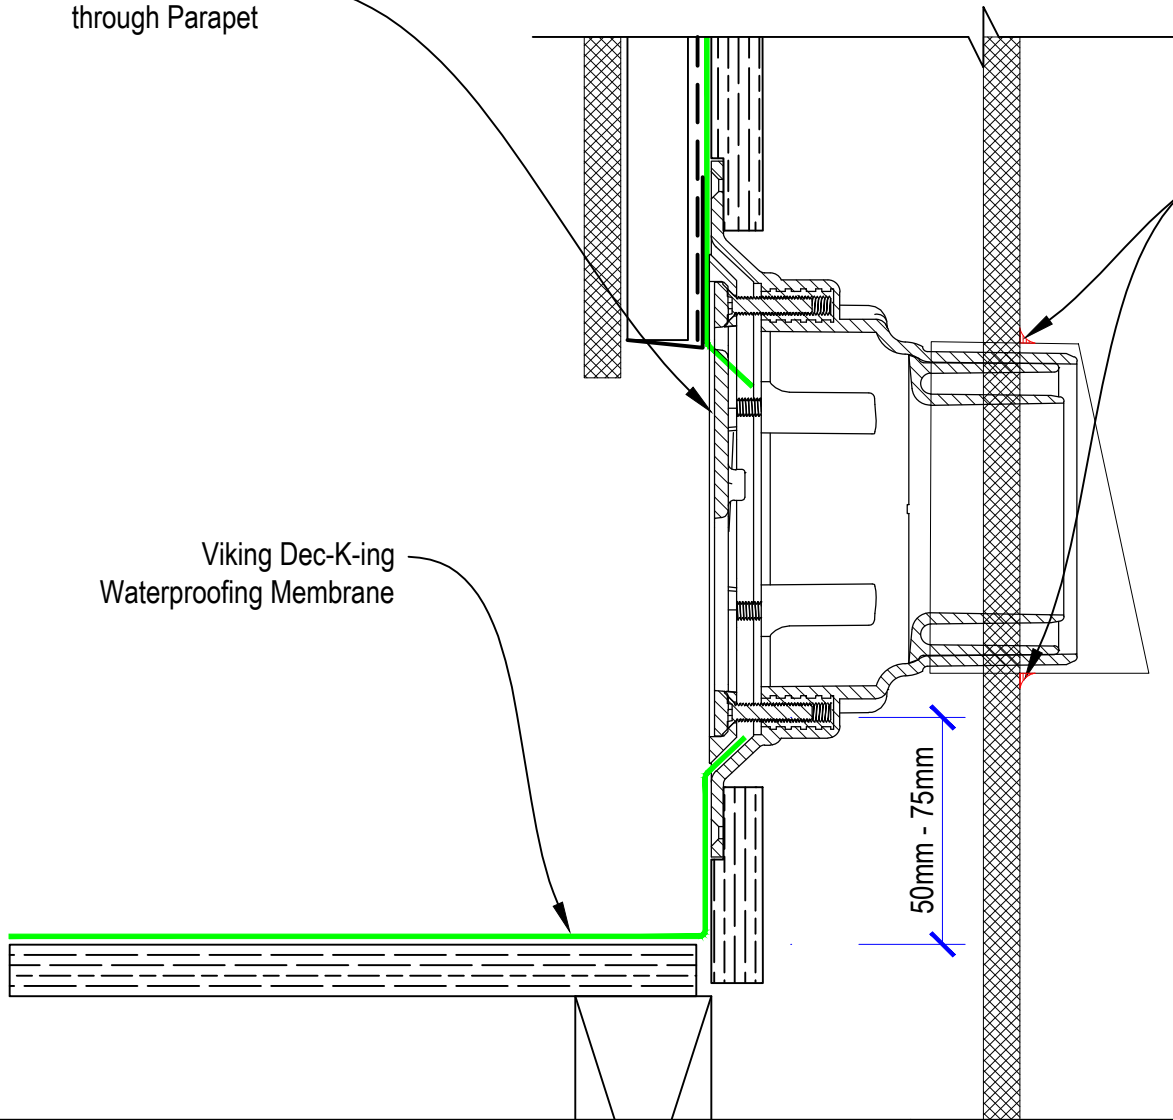 through Parapet
Viking Dec-K-ing
Waterproofing Membrane
50mm - 75mm